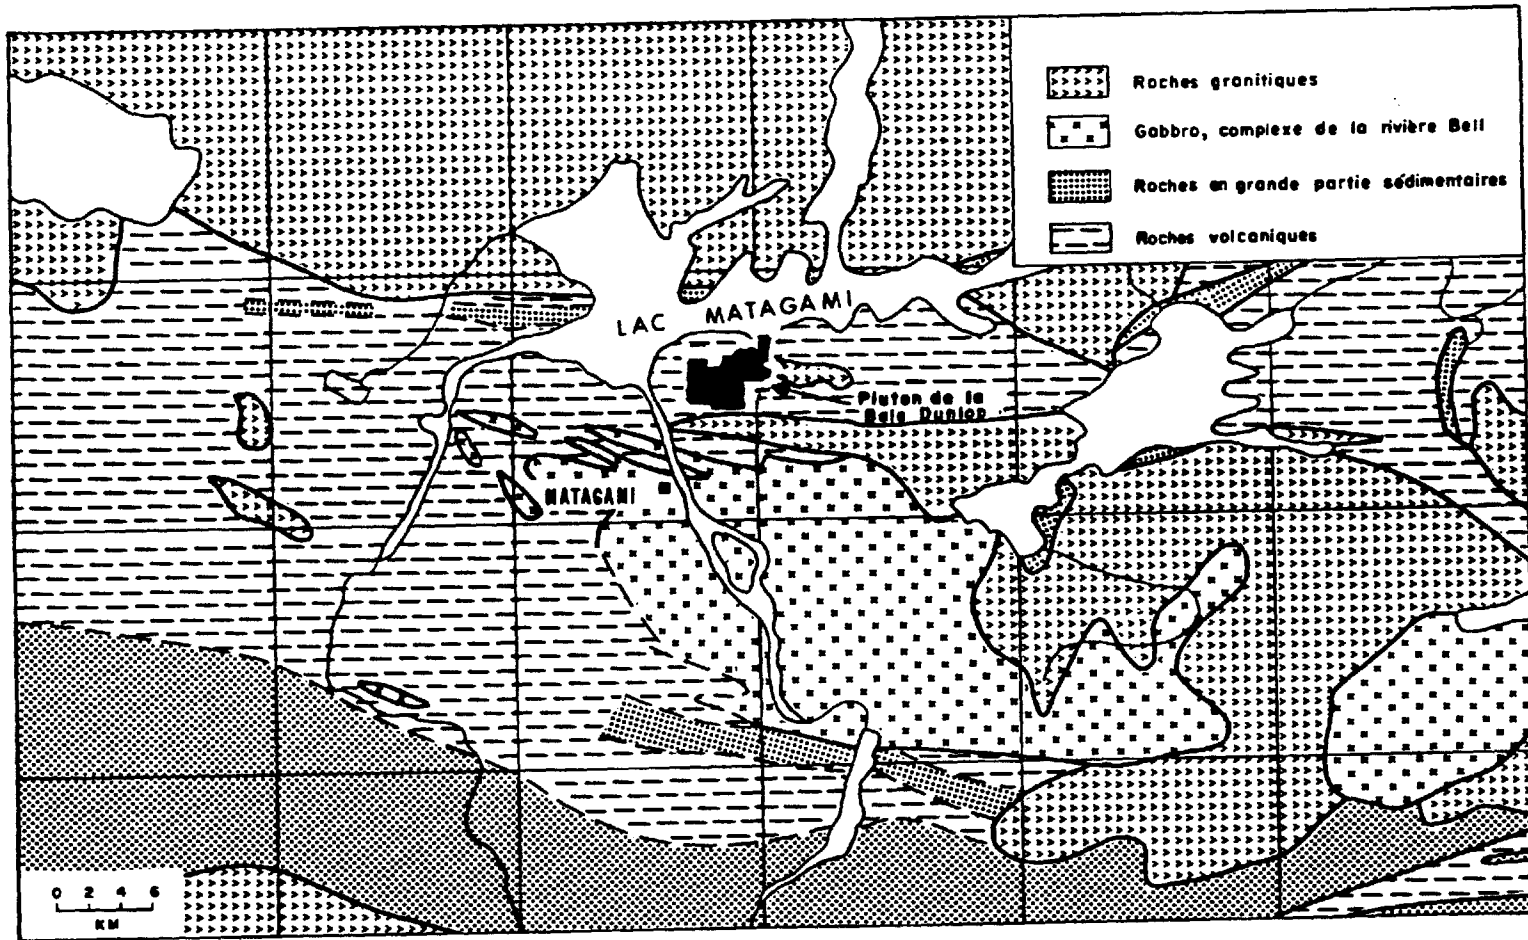 Roches granitiques
Gabbro, complexe de la rivière Bell
Roches en grande partie sédimentaires
Roches volcaniques
LAC MATAGAMI
Pluton de la
Baie Dunlop
MATAGAMI
0 2 4 6
KM